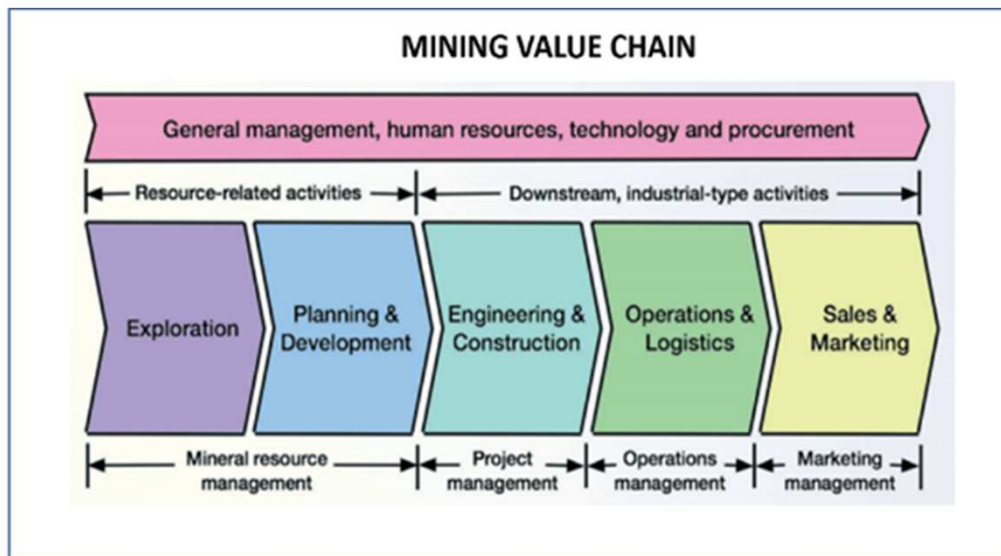 MINING VALUE CHAIN
General management, human resources, technology and procurement
Resource-related activities
Downstream, industrial-type activities
Exploration
Planning &
Development
Engineering &
Construction
Operations &
Logistics
Sales &
Marketing
Mineral resource
management
Project
management
Operations
management
Marketing
management